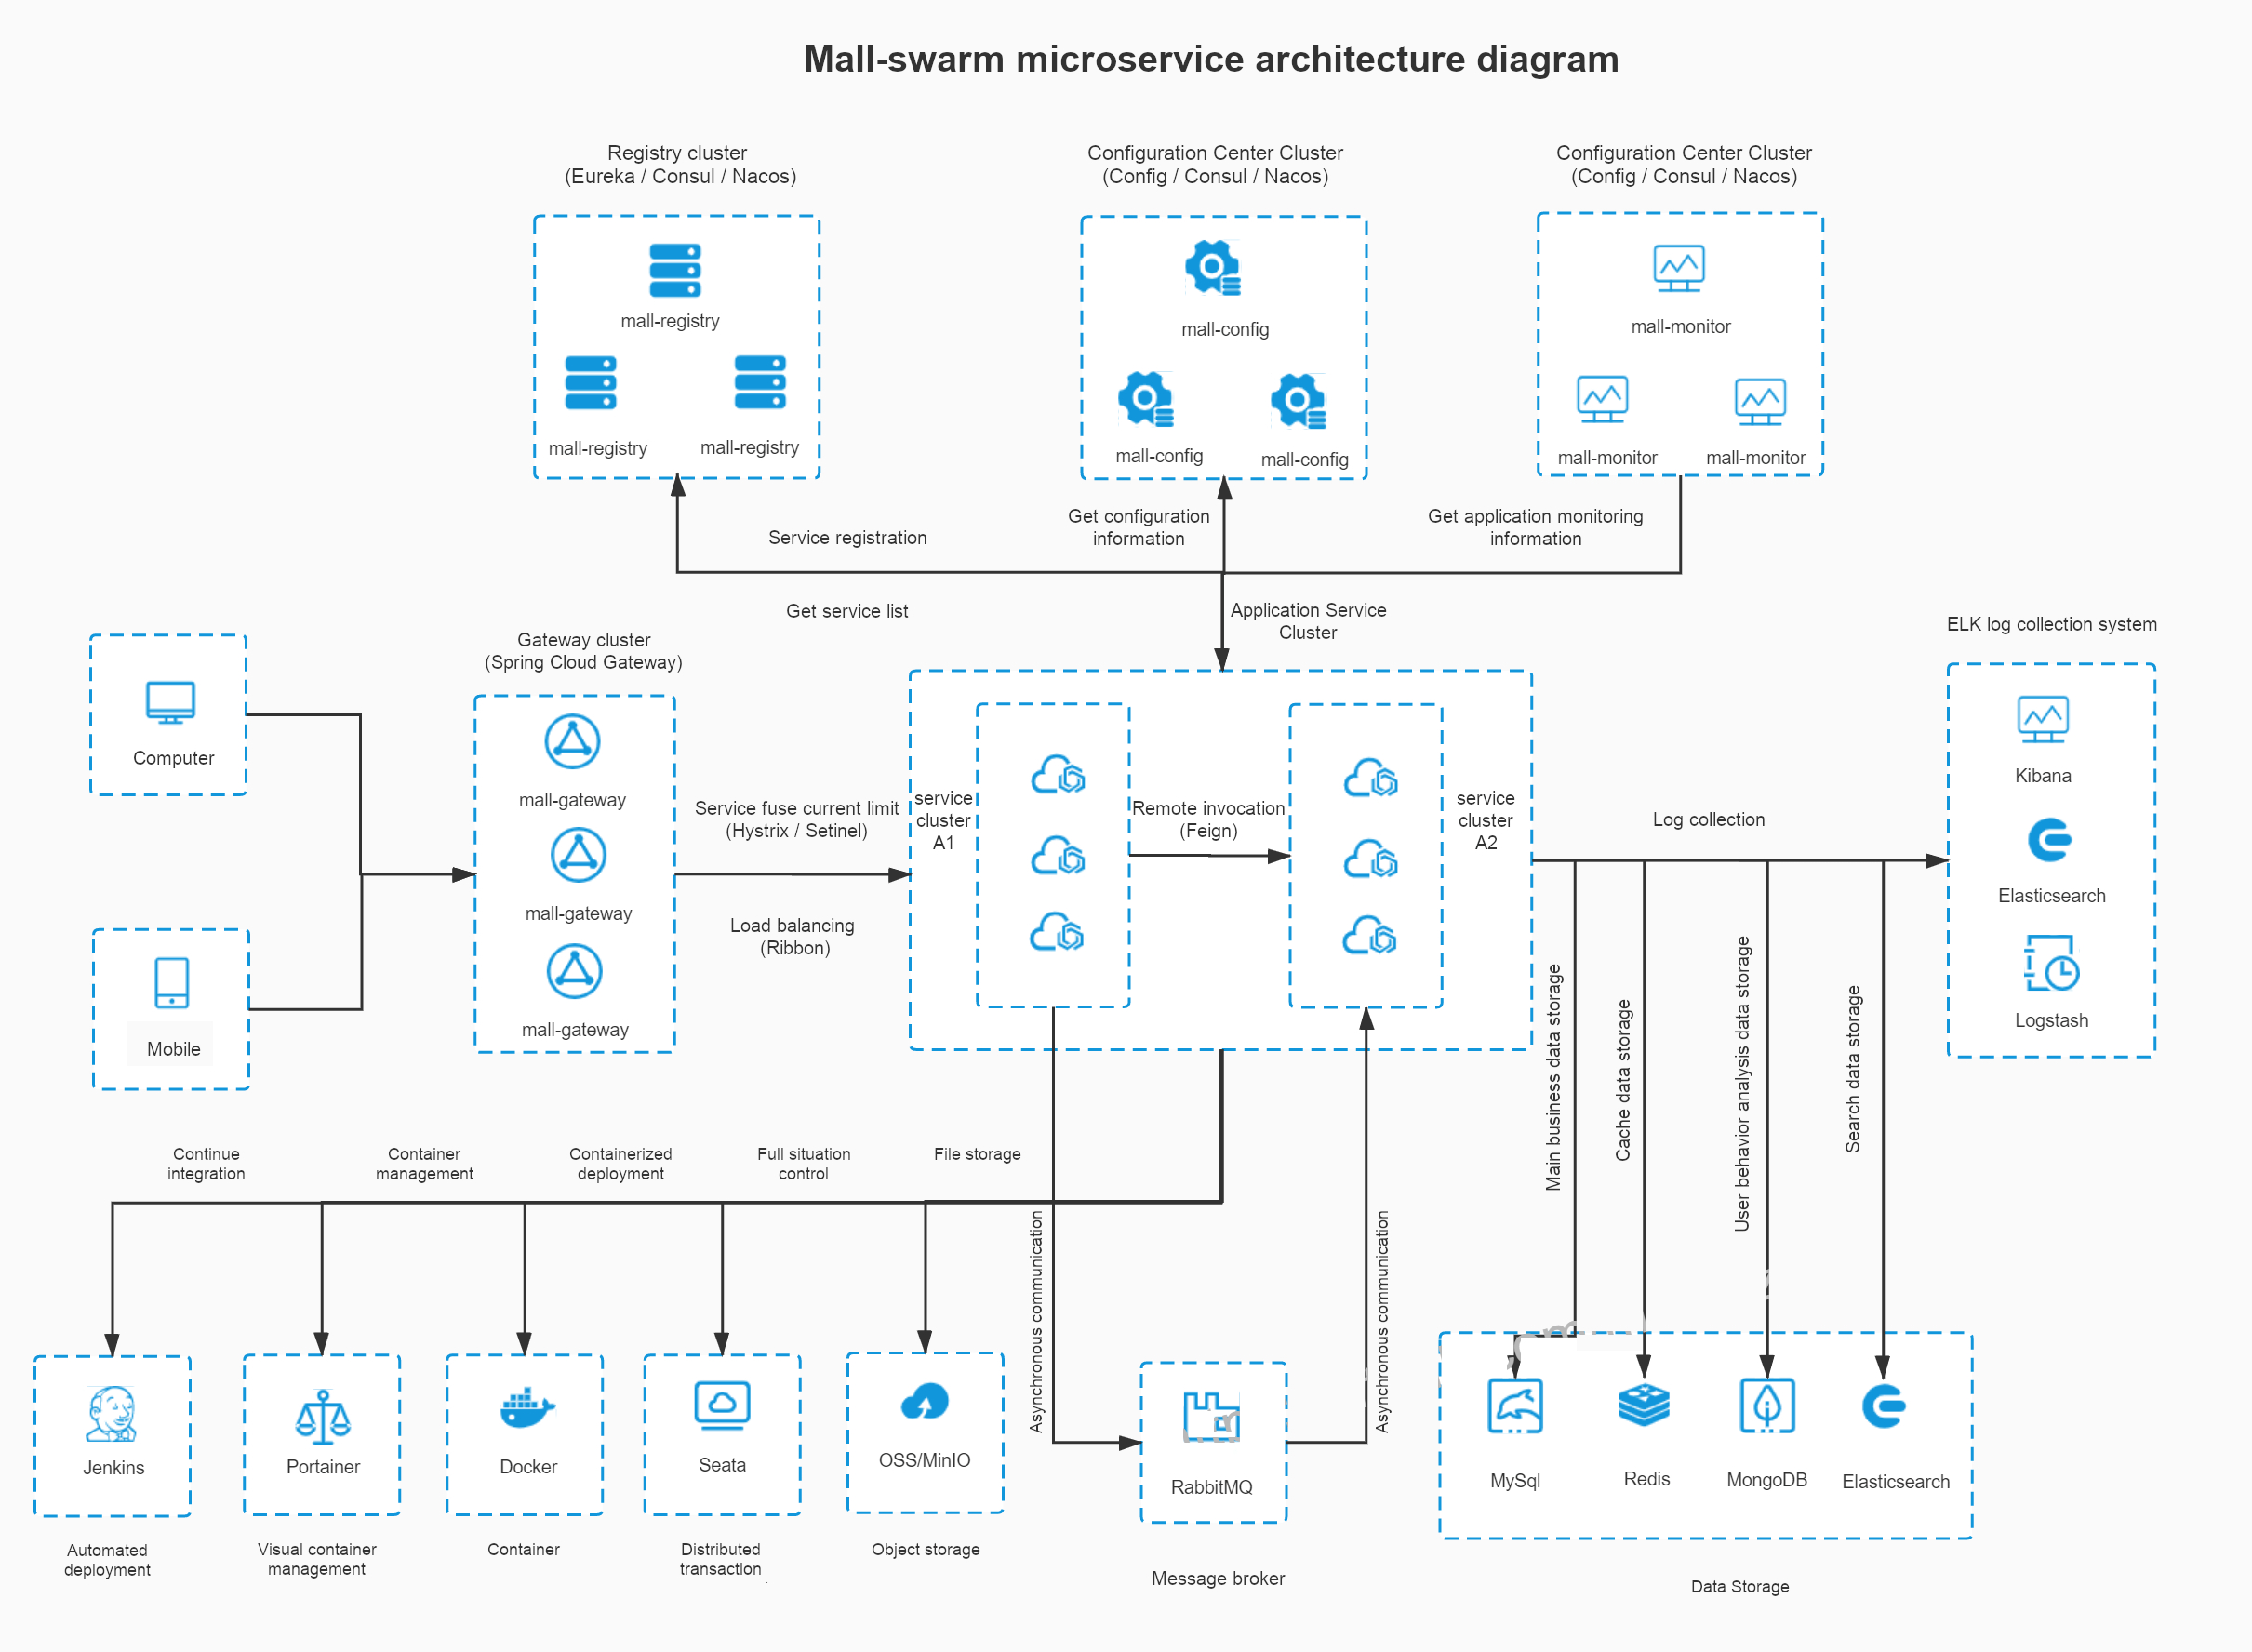 Mall-swarm microservice architecture diagram
Registry cluster
(Eureka / Consul / Nacos)
Configuration Center Cluster
(Config / Consul / Nacos)
Configuration Center Cluster
(Config / Consul / Nacos)
mall-registry
mall-registry
mall-registry
mall-config
mall-config
mall-config
mall-monitor
mall-monitor
mall-monitor
Service registration
Get configuration
information
Get application monitoring
information
Get service list
Application Service
Cluster
Computer
Mobile
Gateway cluster
(Spring Cloud Gateway)
mall-gateway
mall-gateway
mall-gateway
Service fuse current limit
(Hystrix / Setinel)
Load balancing
(Ribbon)
service
cluster
A1
Remote invocation
(Feign)
service
cluster
A2
Log collection
ELK log collection system
Kibana
Elasticsearch
Logstash
Main business data storage
Cache data storage
User behavior analysis data storage
Search data storage
Continue
integration
Container
management
Containerized
deployment
Full situation
control
File storage
Asynchronous communication
Asynchronous communication
Jenkins
Portainer
Docker
Seata
OSS/MinIO
RabbitMQ
MySql
Redis
MongoDB
Elasticsearch
Automated
deployment
Visual container
management
Container
Distributed
transaction
Object storage
Message broker
Data Storage